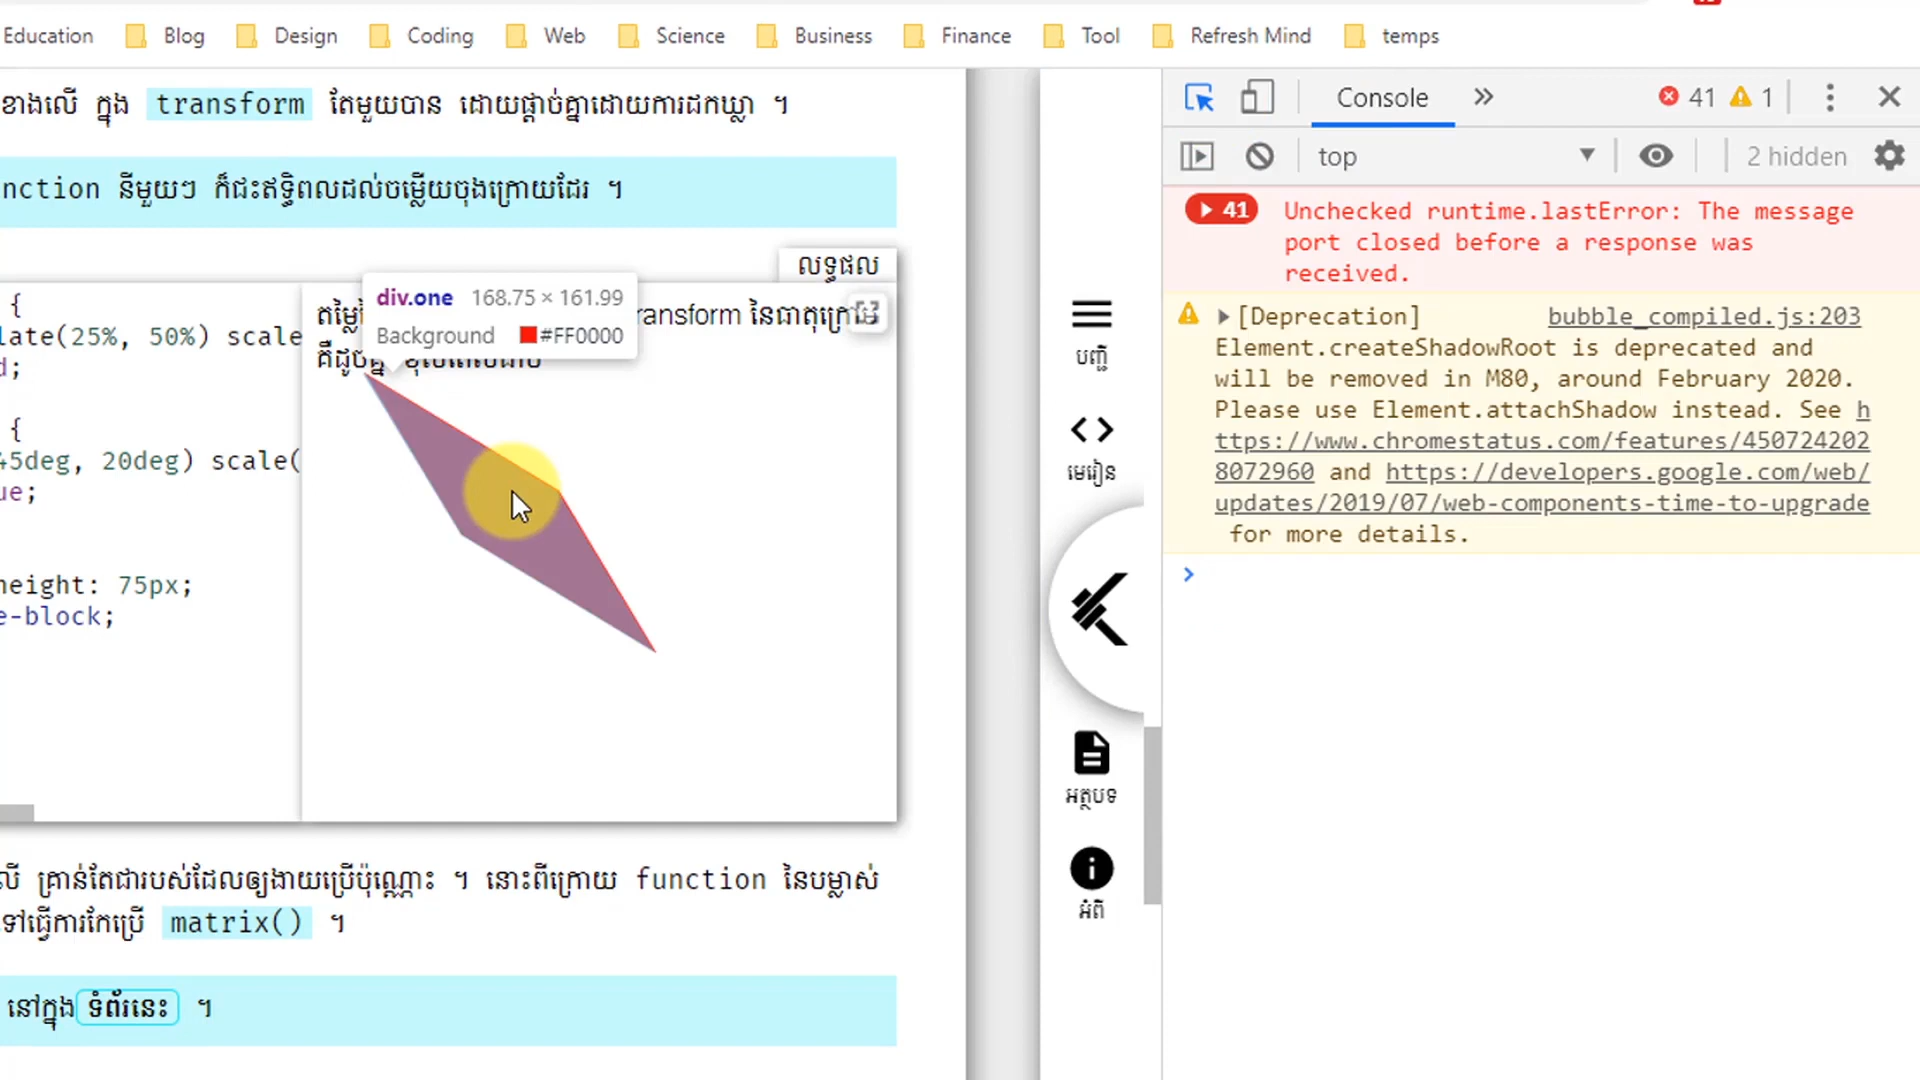 Education Blog Design Coding Web Science Business Finance Tool Refresh Mind temps
ខាងលើ ក្នុង transform តែមួយបាន ដោយផ្តាច់គ្នាដោយការដកឃ្លា ។
nction នីមួយៗ ក៏ជះឥទ្ធិពលដល់ចម្លើយចុងក្រោយដែរ ។
លទ្ធផល
{
late(25%, 50%) scale
d;
{
45deg, 20deg) scale(
ue;
height: 75px;
e-block;
div.one 168.75 × 161.99
Background #FF0000
ransform នៃធាតុក្រោម
គឺដូចគ្នា
លើ គ្រាន់តែជារបស់ដែលឲ្យងាយប្រើប៉ុណ្ណោះ ។ នោះពីក្រោយ function នៃបម្លាស់
ទៅធ្វើការកែប្រើ matrix() ។
នៅក្នុង ទំព័រនេះ ។
បញ្ជី
មេរៀន
អត្ថបទ
អំពី
Console » 41 1
top 2 hidden
41 Unchecked runtime.lastError: The message
port closed before a response was
received.
[Deprecation] bubble_compiled.js:203
Element.createShadowRoot is deprecated and
will be removed in M80, around February 2020.
Please use Element.attachShadow instead. See h
ttps://www.chromestatus.com/features/450724202
8072960 and https://developers.google.com/web/
updates/2019/07/web-components-time-to-upgrade
for more details.